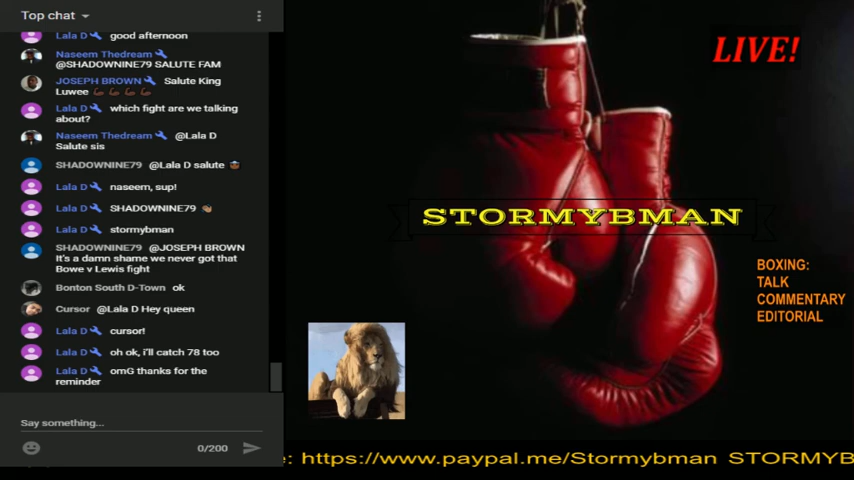 Top chat
Lala D good afternoon
Naseem Thedream
@SHADOWNINE79 SALUTE FAM
JOSEPH BROWN Salute King
Luwee
Lala D which fight are we talking
about?
Naseem Thedream @Lala D
Salute sis
SHADOWNINE79 @Lala D salute
Lala D naseem, sup!
Lala D SHADOWNINE79
Lala D stormybman
SHADOWNINE79 @JOSEPH BROWN
It's a damn shame we never got that
Bowe v Lewis fight
Bonton South D-Town ok
Cursor @Lala D Hey queen
Lala D cursor!
Lala D oh ok, i'll catch 78 too
Lala D omG thanks for the
reminder
Say something...
0/200
LIVE!
STORMYBMAN
BOXING:
TALK
COMMENTARY
EDITORIAL
e: https://www.paypal.me/Stormybman STORMYB